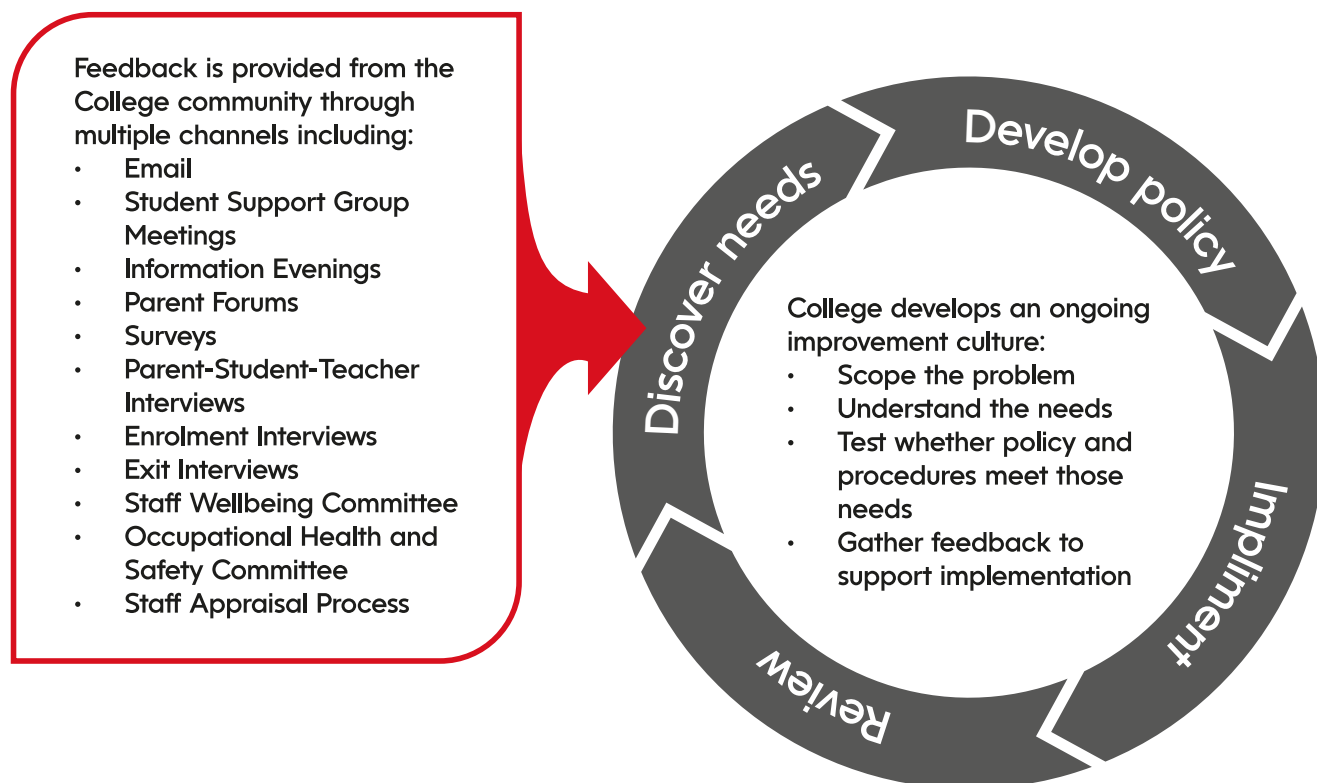 Feedback is provided from the
College community through
multiple channels including:
• Email
• Student Support Group
Meetings
• Information Evenings
• Parent Forums
• Surveys
• Parent-Student-Teacher
Interviews
• Enrolment Interviews
• Exit Interviews
• Staff Wellbeing Committee
• Occupational Health and
Safety Committee
• Staff Appraisal Process
Discover needs
Develop policy
Impliment
Review
College develops an ongoing
improvement culture:
• Scope the problem
• Understand the needs
• Test whether policy and
procedures meet those
needs
• Gather feedback to
support implementation